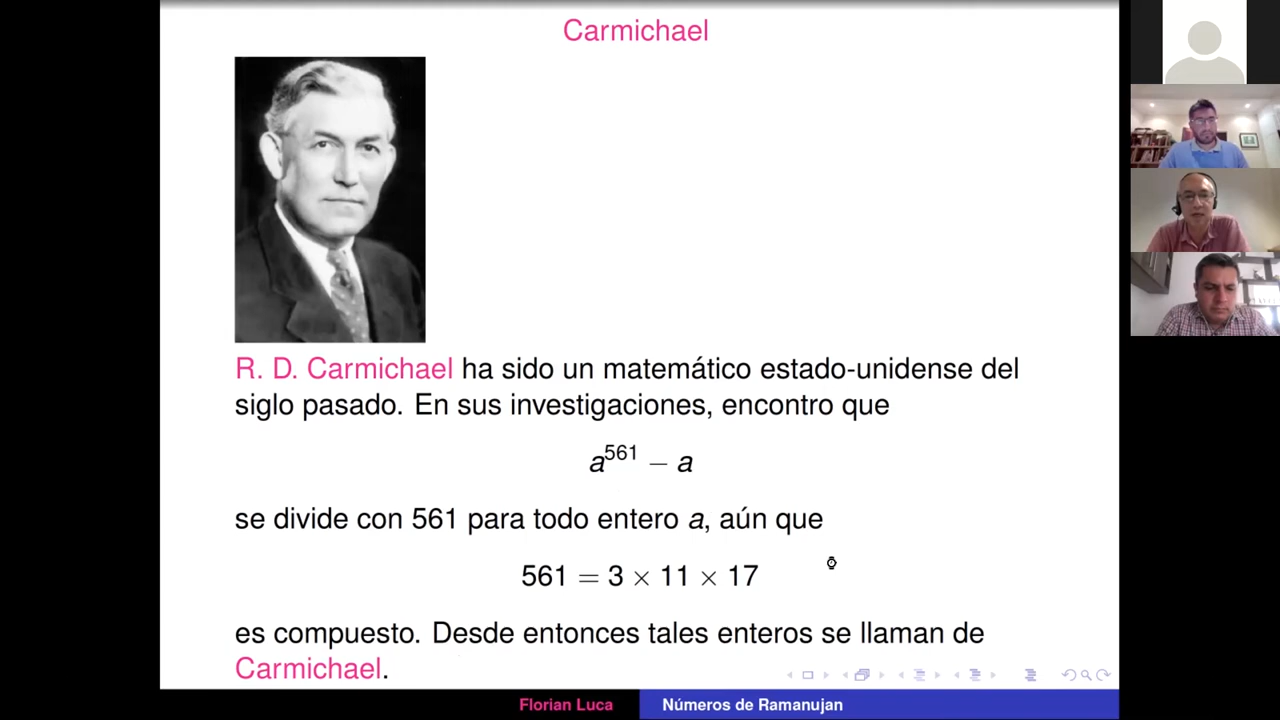 Carmichael
R. D. Carmichael ha sido un matemático estado-unidense del
siglo pasado. En sus investigaciones, encontro que
a^561 − a
se divide con 561 para todo entero a, aún que
561 = 3 × 11 × 17
es compuesto. Desde entonces tales enteros se llaman de
Carmichael.
Florian Luca
Números de Ramanujan